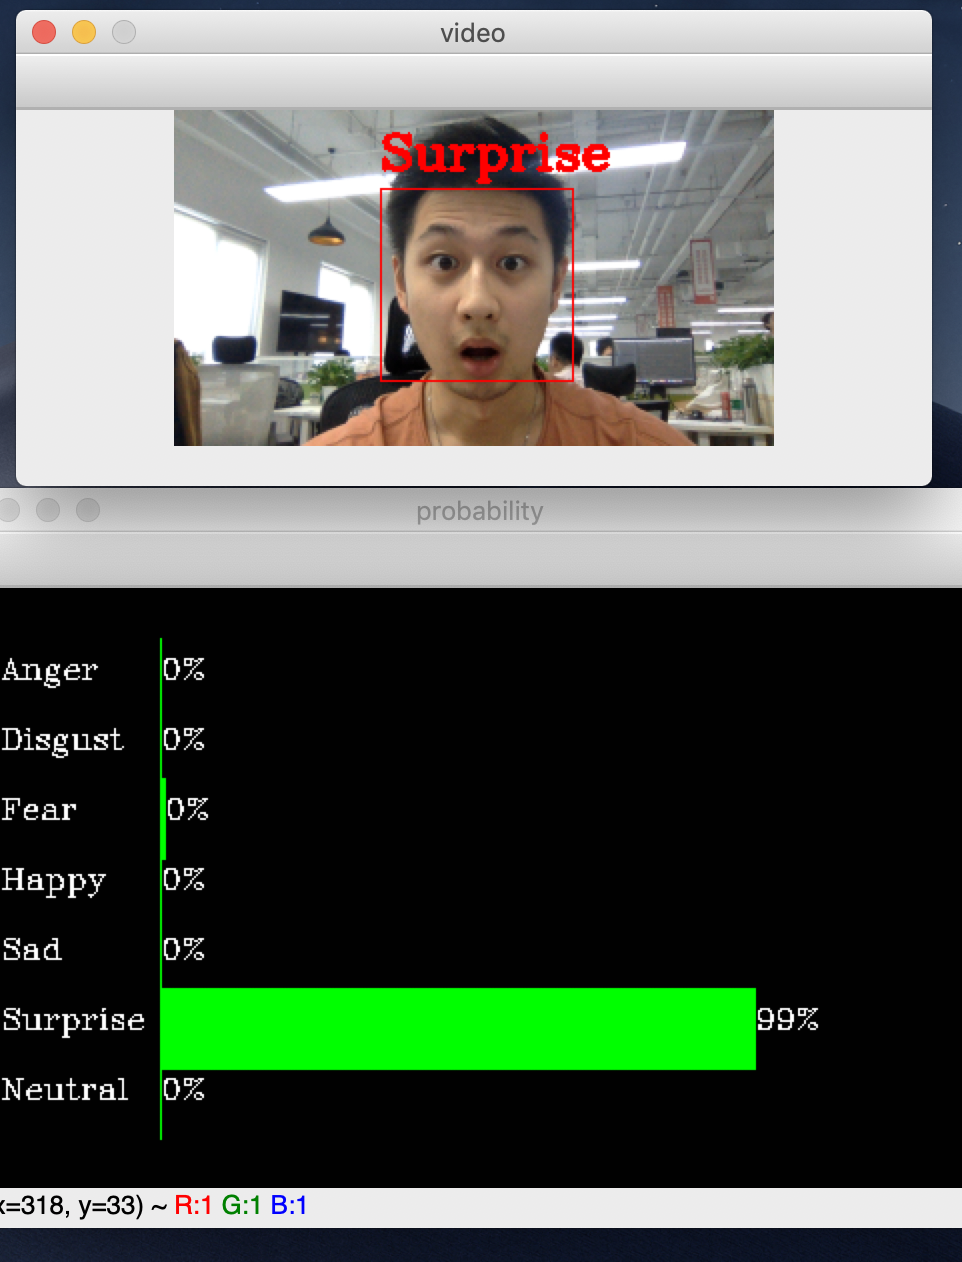 video
Surprise
probability
Anger 0%
Disgust 0%
Fear 0%
Happy 0%
Sad 0%
Surprise 99%
Neutral 0%
x=318, y=33) ~ R:1 G:1 B:1